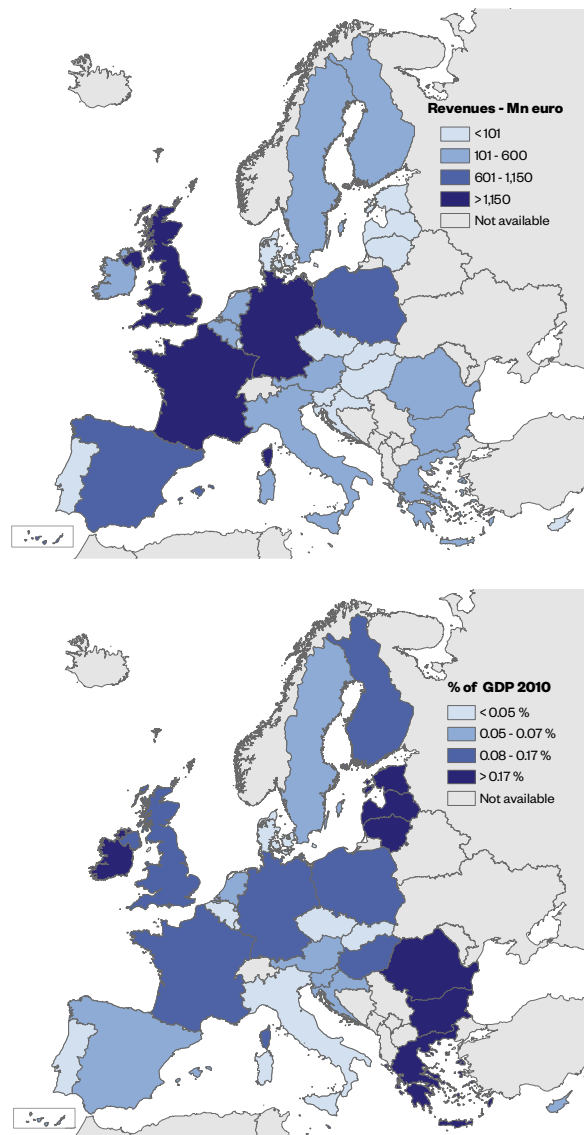 Revenues - Mn euro
< 101
101 - 600
601 - 1,150
> 1,150
Not available
% of GDP 2010
< 0.05 %
0.05 - 0.07 %
0.08 - 0.17 %
> 0.17 %
Not available